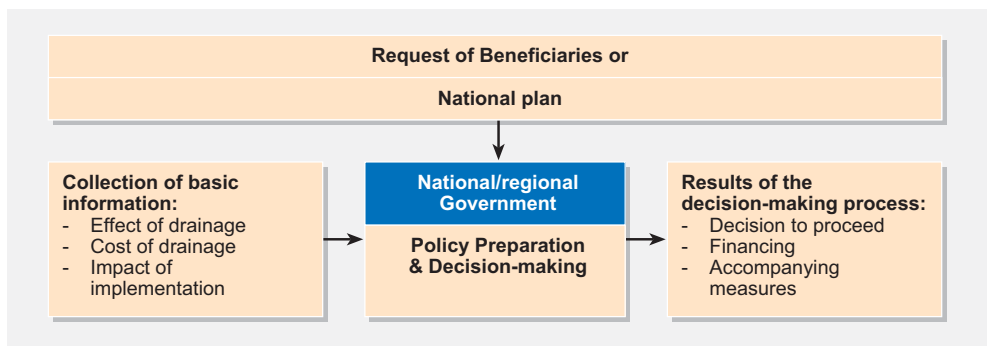 Request of Beneficiaries or
National plan
Collection of basic
information:
- Effect of drainage
- Cost of drainage
- Impact of
implementation
National/regional
Government
Policy Preparation
& Decision-making
Results of the
decision-making process:
- Decision to proceed
- Financing
- Accompanying
measures